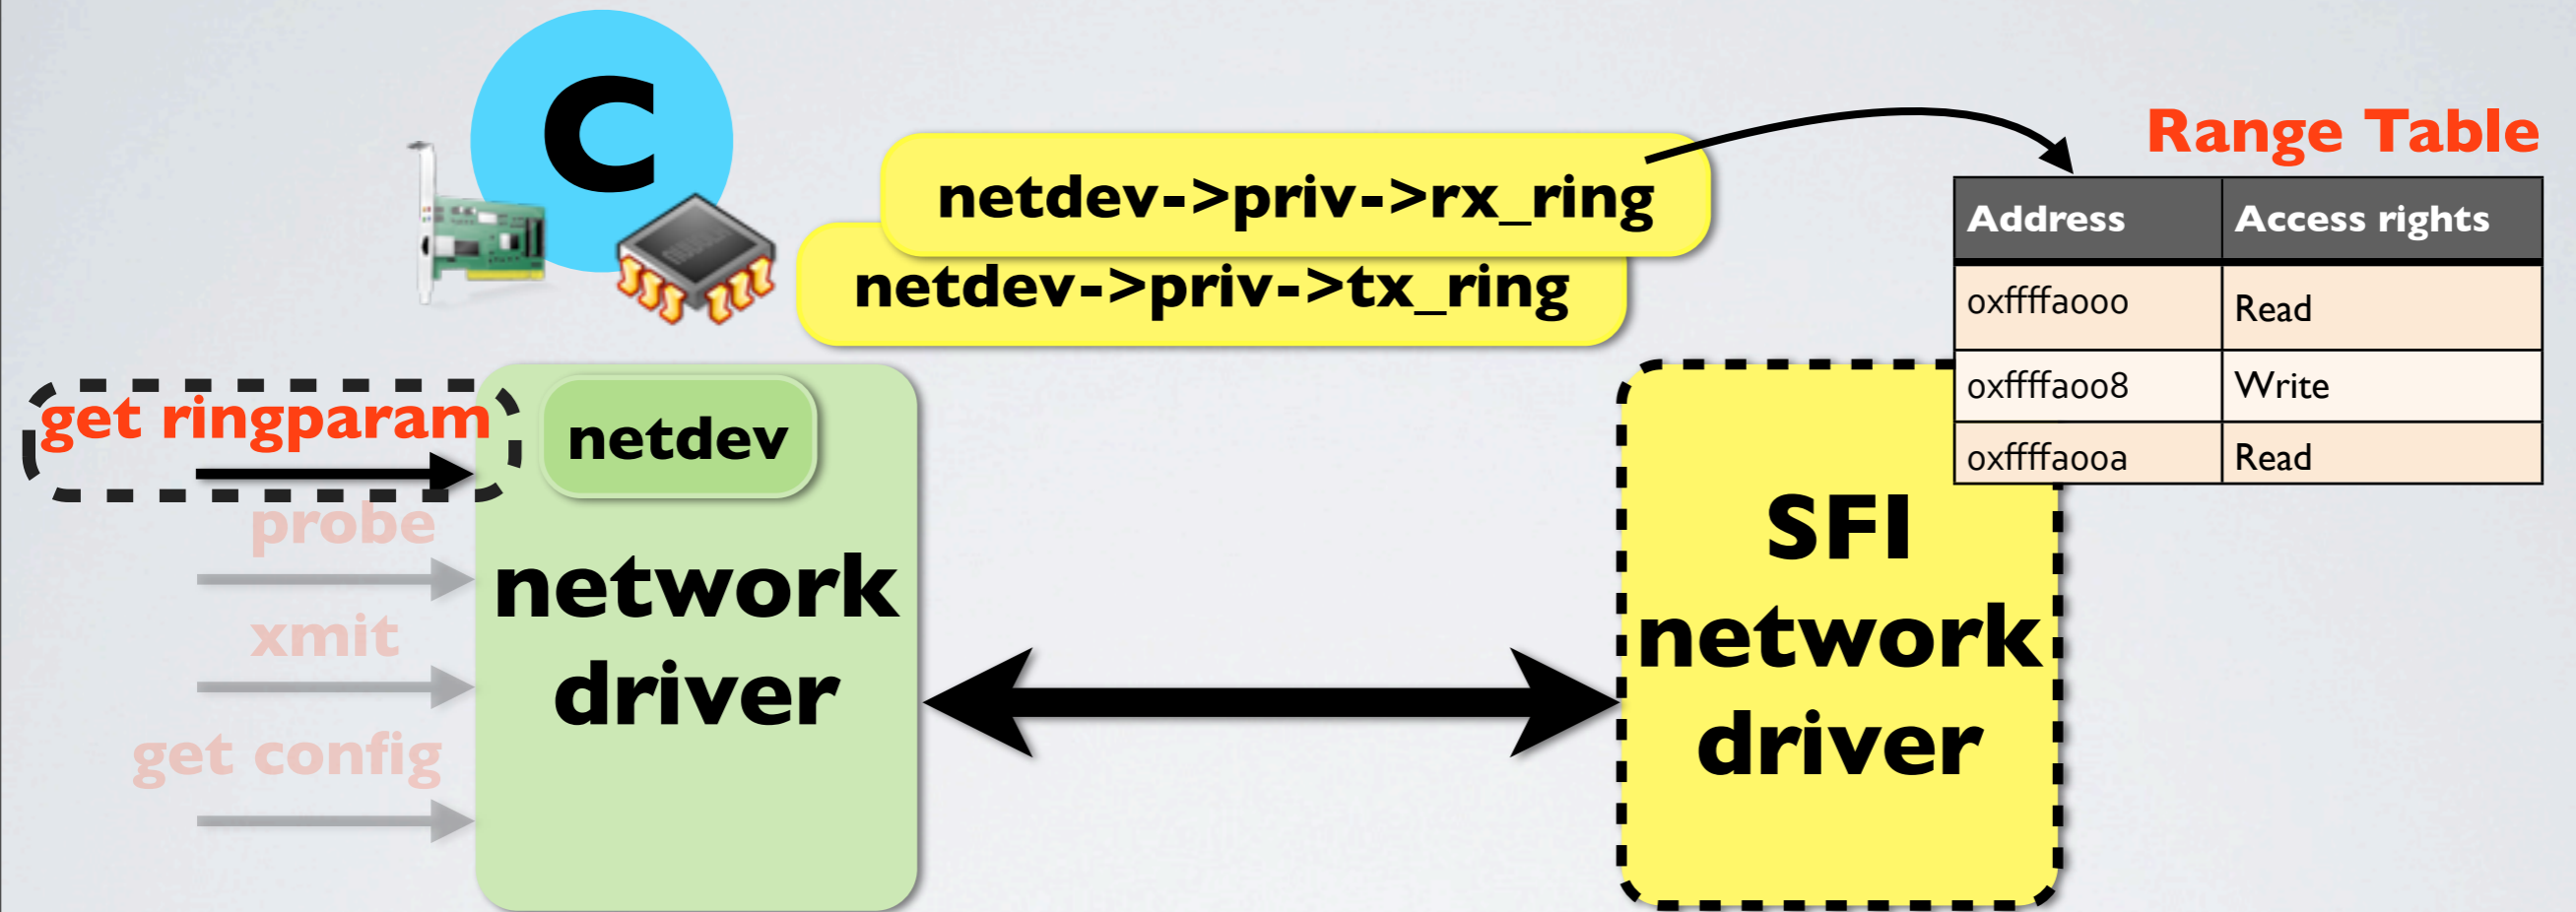 C
netdev->priv->rx_ring
netdev->priv->tx_ring
Range Table
Address Access rights
0xffffa000 Read
0xffffa008 Write
0xffffa00a Read
get ringparam
probe
xmit
get config
netdev
network
driver
SFI
network
driver